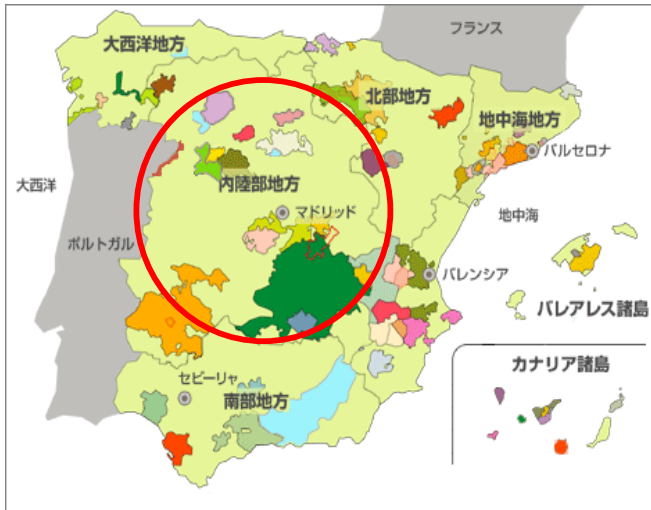 フランス
大西洋地方
北部地方
地中海地方
バルセロナ
大西洋
内陸部地方
マドリッド
地中海
ポルトガル
バレンシア
バレアレス諸島
カナリア諸島
セビーリャ
南部地方